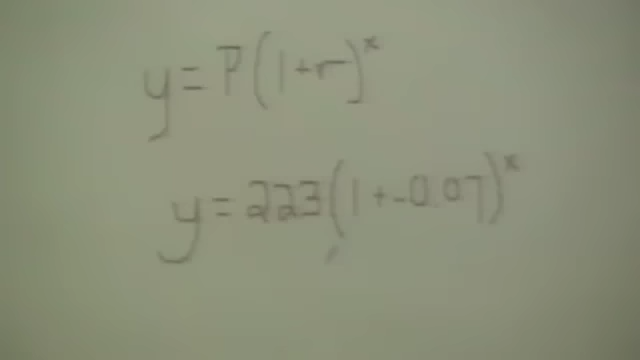 y = P(1+r)^x
y = 223(1+-0.07)^x